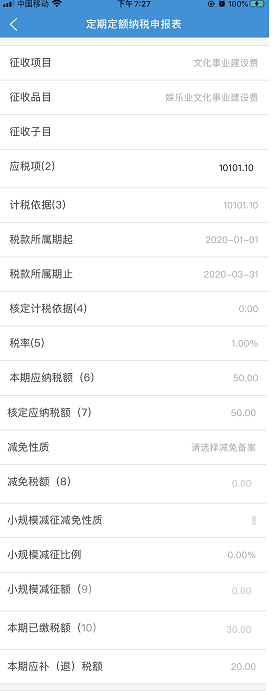 中国移动 下午7:27 100%
定期定额纳税申报表
征收项目 文化事业建设费
征收品目 娱乐业文化事业建设费
征收子目
应税项(2) 10101.10
计税依据(3) 10101.10
税款所属期起 2020-01-01
税款所属期止 2020-03-31
核定计税依据(4) 0.00
税率(5) 1.00%
本期应纳税额（6） 50.00
核定应纳税额（7） 50.00
减免性质 请选择减免备案
减免税额（8） 0.00
小规模减征减免性质
小规模减征比例 0.00%
小规模减征额（9） 0.00
本期已缴税额（10） 30.00
本期应补（退）税额 20.00